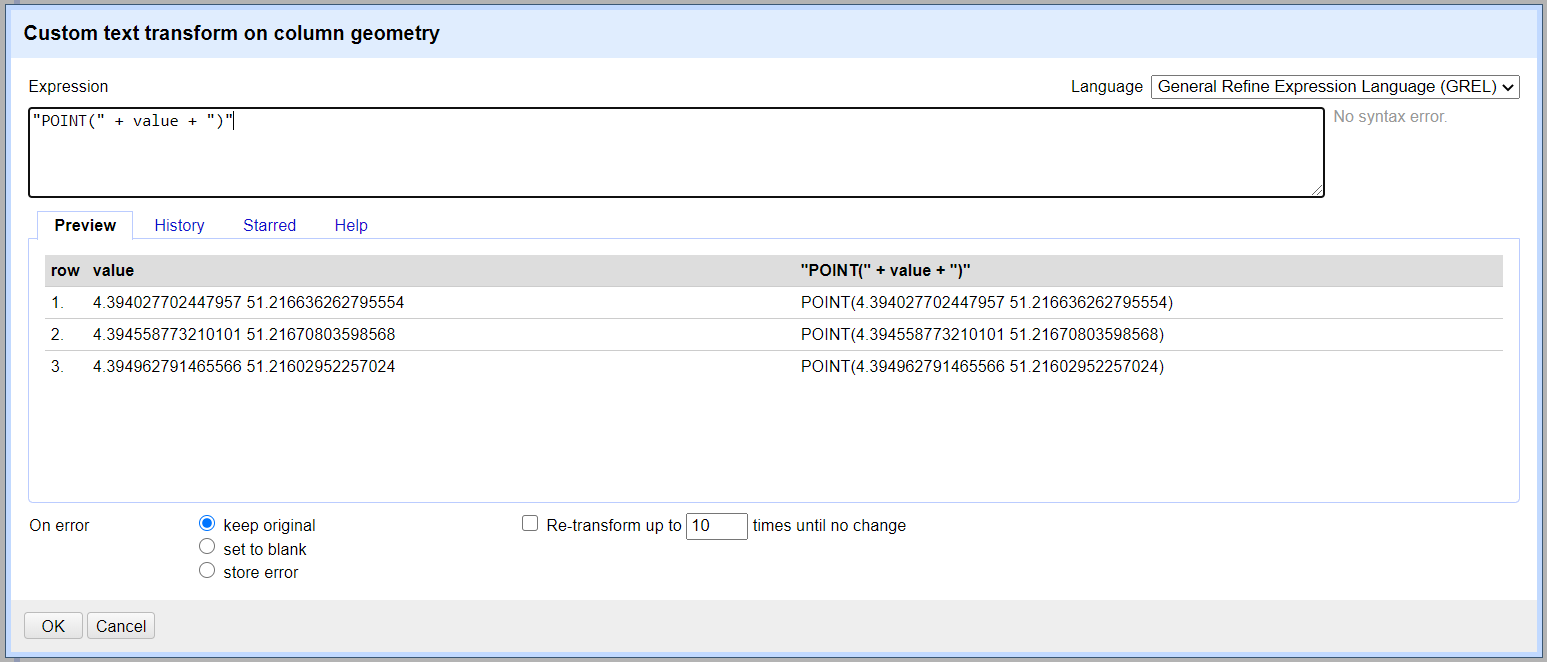 Custom text transform on column geometry
Expression Language General Refine Expression Language (GREL)
"POINT(" + value + ")" No syntax error.
Preview History Starred Help
row value "POINT(" + value + ")"
1. 4.394027702447957 51.216636262795554 POINT(4.394027702447957 51.216636262795554)
2. 4.394558773210101 51.21670803598568 POINT(4.394558773210101 51.21670803598568)
3. 4.394962791465566 51.21602952257024 POINT(4.394962791465566 51.21602952257024)
On error keep original Re-transform up to 10 times until no change
set to blank
store error
OK Cancel